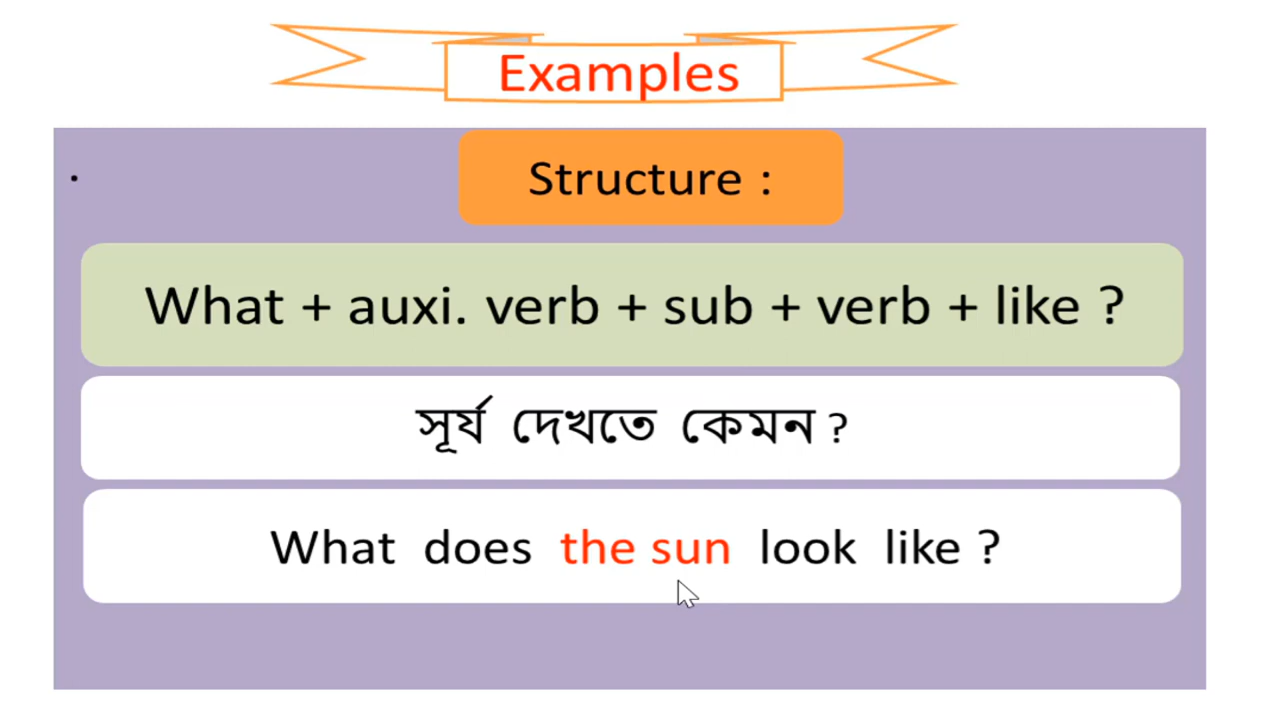 Examples
.
Structure :
What + auxi. verb + sub + verb + like ?
সূর্য দেখতে কেমন ?
What does the sun look like ?